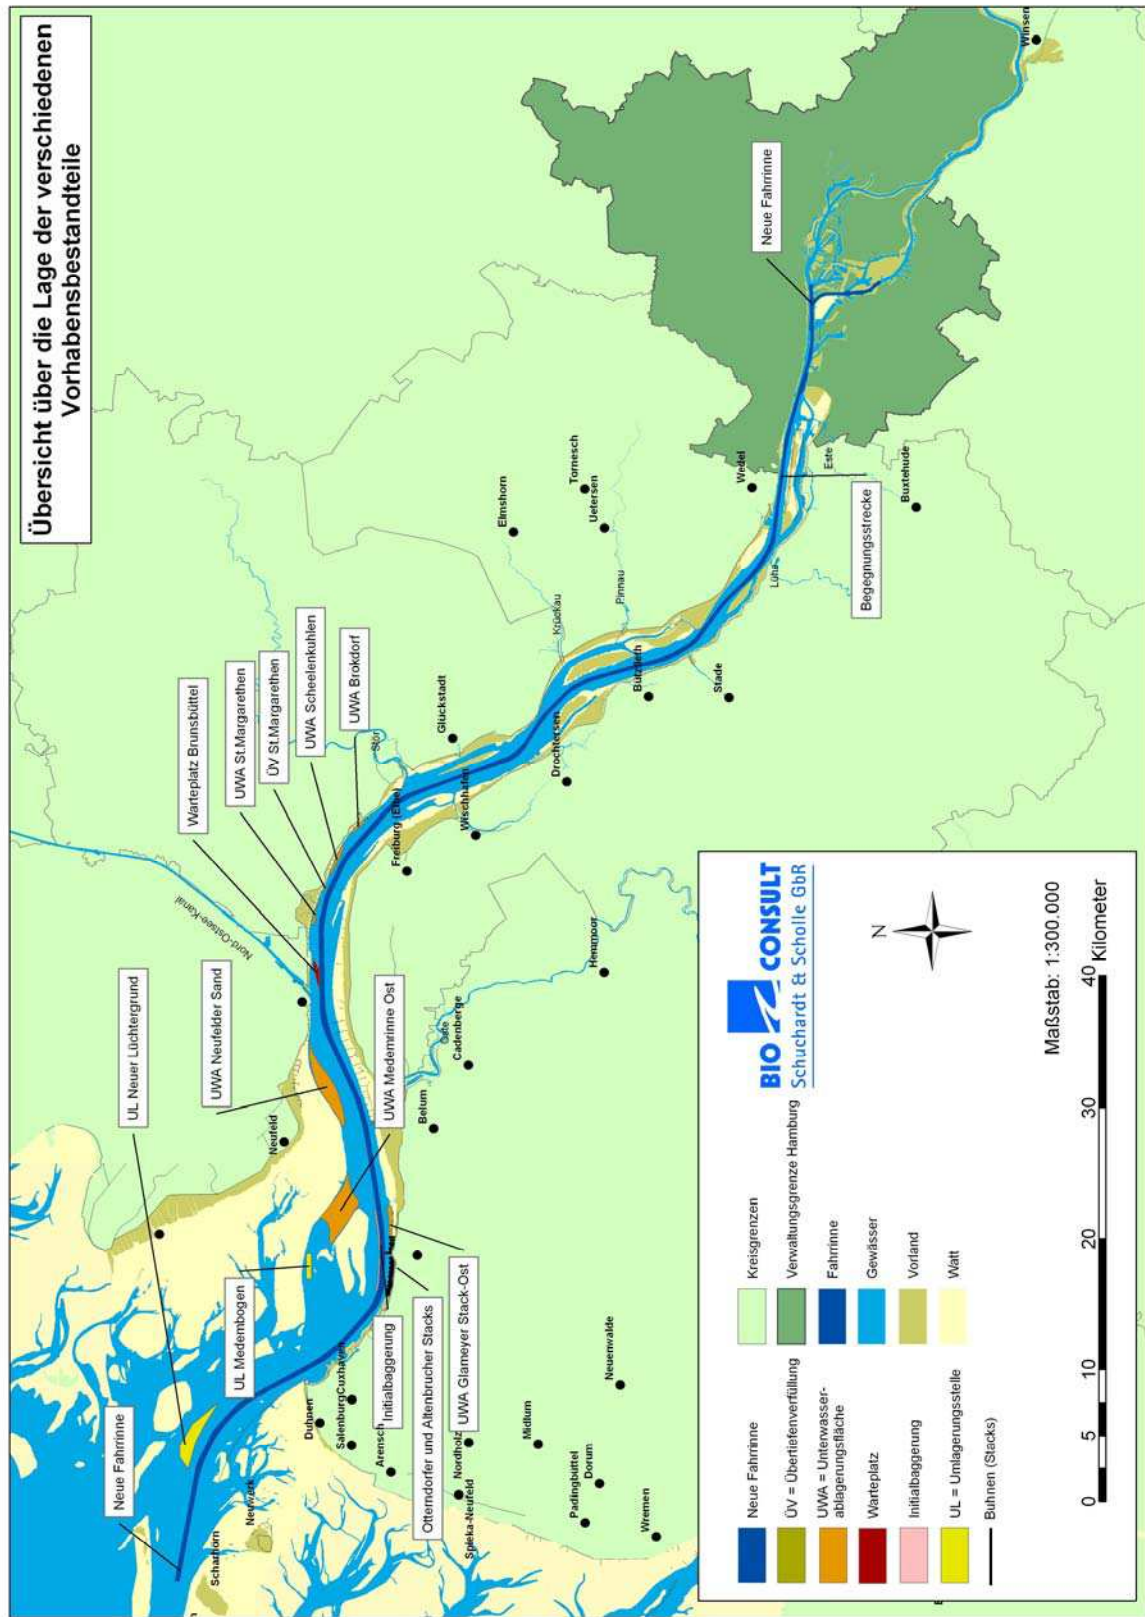 Übersicht über die Lage der verschiedenen
Vorhabensbestandteile
Neue Fahrrinne
UL Neuer Lüchtergrund
UL Medembogen
UWA Neufelder Sand
Warteplatz Brunsbüttel
UWA St.Margarethen
ÜV St.Margarethen
UWA Scheelenkuhlen
UWA Brokdorf
Neue Fahrrinne
Initialbaggerung
Otterndorfer und Altenbrucher Stacks
UWA Glameyer Stack-Ost
UWA Medemrinne Ost
Begegnungsstrecke
Nord-Ostsee-Kanal
Scharhörn
Neuwerk
Duhnen
Salenburg
Cuxhaven
Arensch
Nordholz
Spieka-Neufeld
Midlum
Padingbüttel
Dorum
Wremen
Neuenwalde
Neufeld
Belum
Oste
Cadenberge
Hemmoor
Freiburg (Elbe)
Wischhafen
Stör
Glückstadt
Drochtersen
Krückau
Elmshorn
Pinnau
Uetersen
Tornesch
Bützfleth
Stade
Lühe
Wedel
Este
Buxtehude
Winsen
Neue Fahrrinne
ÜV = Übertiefenverfüllung
UWA = Unterwasser-
ablagerungsfläche
Warteplatz
Initialbaggerung
UL = Umlagerungsstelle
Buhnen (Stacks)
Kreisgrenzen
Verwaltungsgrenze Hamburg
Fahrrinne
Gewässer
Vorland
Watt
BIO CONSULT
Schuchardt & Scholle GbR
N
Maßstab: 1:300.000
0 5 10 20 30 40
Kilometer